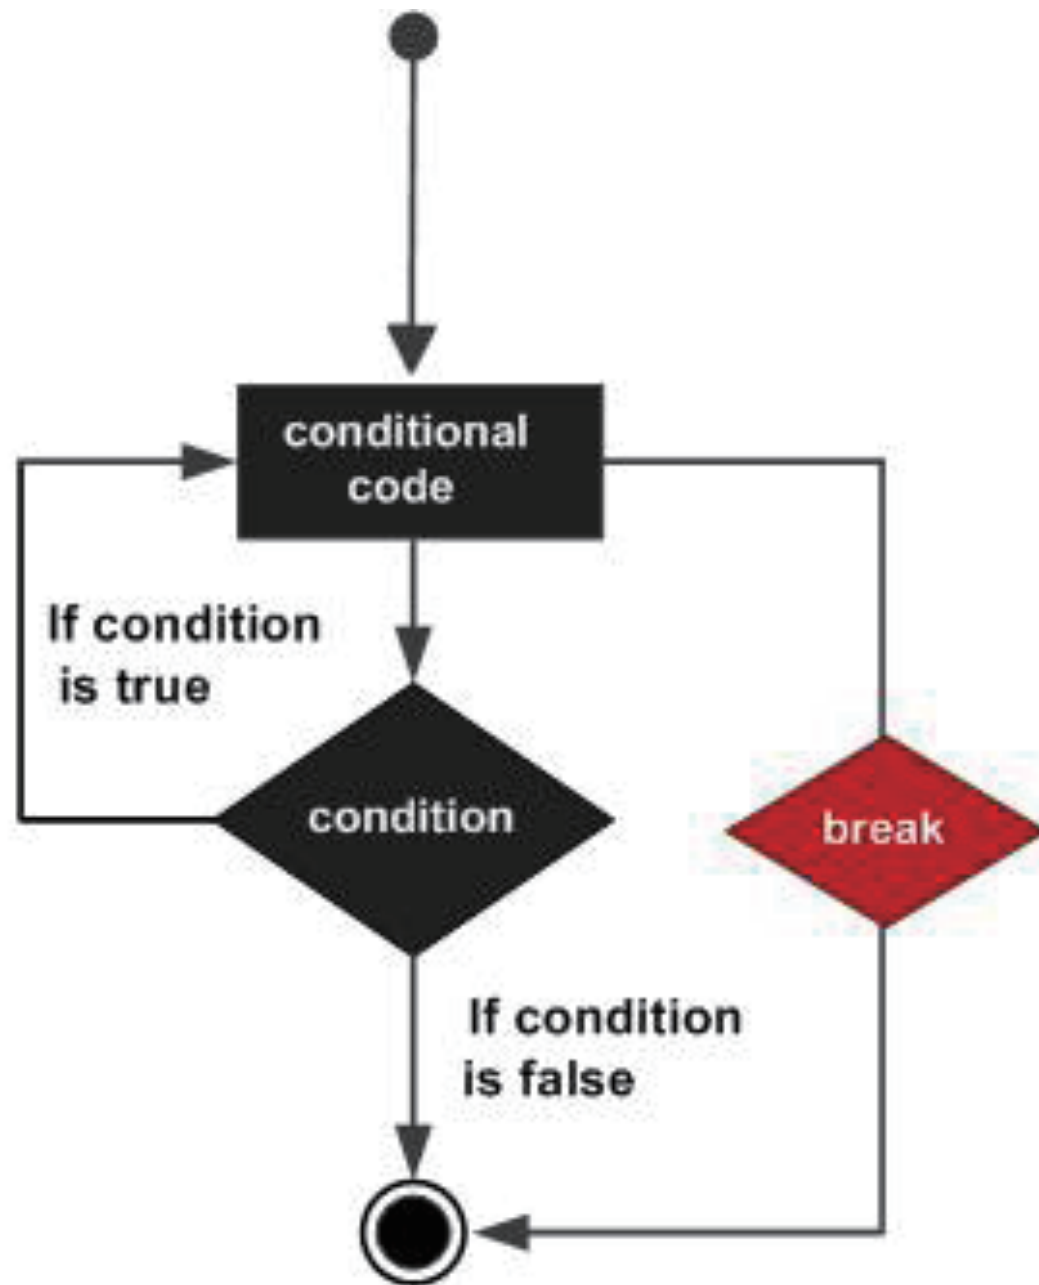 conditional
code
If condition
is true
condition
break
If condition
is false